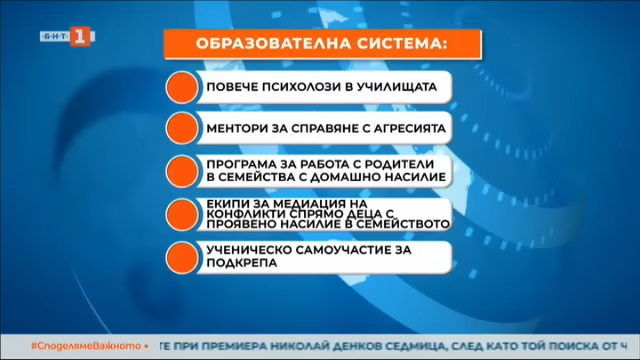 БНТ 1
ОБРАЗОВАТЕЛНА СИСТЕМА:
ПОВЕЧЕ ПСИХОЛОЗИ В УЧИЛИЩАТА
МЕНТОРИ ЗА СПРАВЯНЕ С АГРЕСИЯТА
ПРОГРАМА ЗА РАБОТА С РОДИТЕЛИ
В СЕМЕЙСТВА С ДОМАШНО НАСИЛИЕ
ЕКИПИ ЗА МЕДИАЦИЯ НА
КОНФЛИКТИ СПРЯМО ДЕЦА С
ПРОЯВЕНО НАСИЛИЕ В СЕМЕЙСТВОТО
УЧЕНИЧЕСКО САМОУЧАСТИЕ ЗА
ПОДКРЕПА
#СподелямеВажното • ТЕ ПРИ ПРЕМИЕРА НИКОЛАЙ ДЕНКОВ СЕДМИЦА, СЛЕД КАТО ТОЙ ПОИСКА ОТ Ч